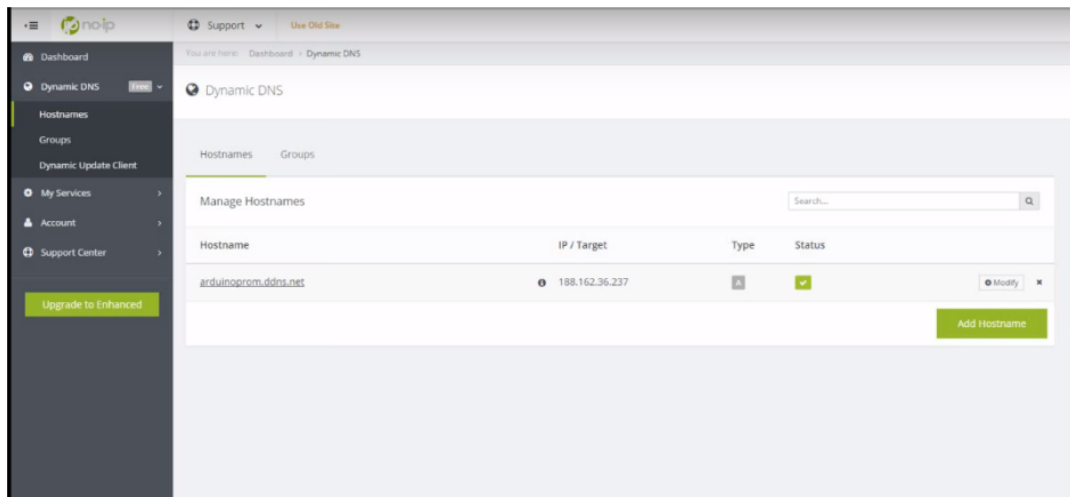 no-ip
Support
Use Old Site
Dashboard
You are here: Dashboard > Dynamic DNS
Dynamic DNS Free
Dynamic DNS
Hostnames
Groups
Dynamic Update Client
Hostnames Groups
My Services
Manage Hostnames
Search...
Account
Support Center
Hostname IP / Target Type Status
arduinoprom.ddns.net 188.162.36.237 A Modify
Upgrade to Enhanced
Add Hostname